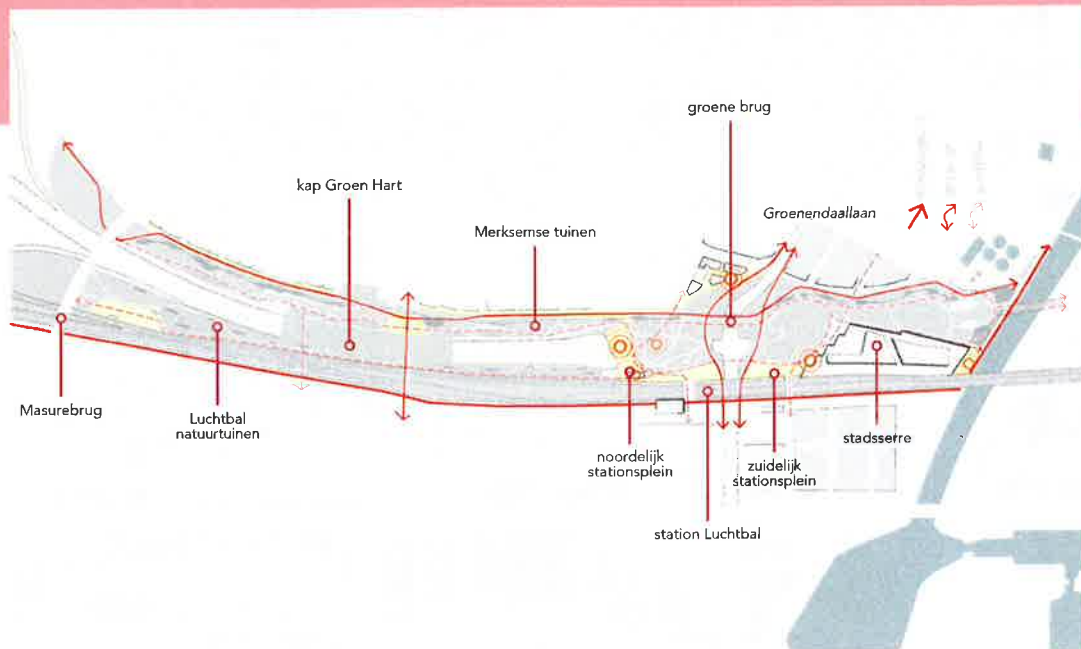 groene brug
kap Groen Hart
Merksemse tuinen
Groenendaallaan
Masurebrug
Luchtbal
natuurtuinen
noordelijk
stationsplein
zuidelijk
stationsplein
stadsserre
station Luchtbal